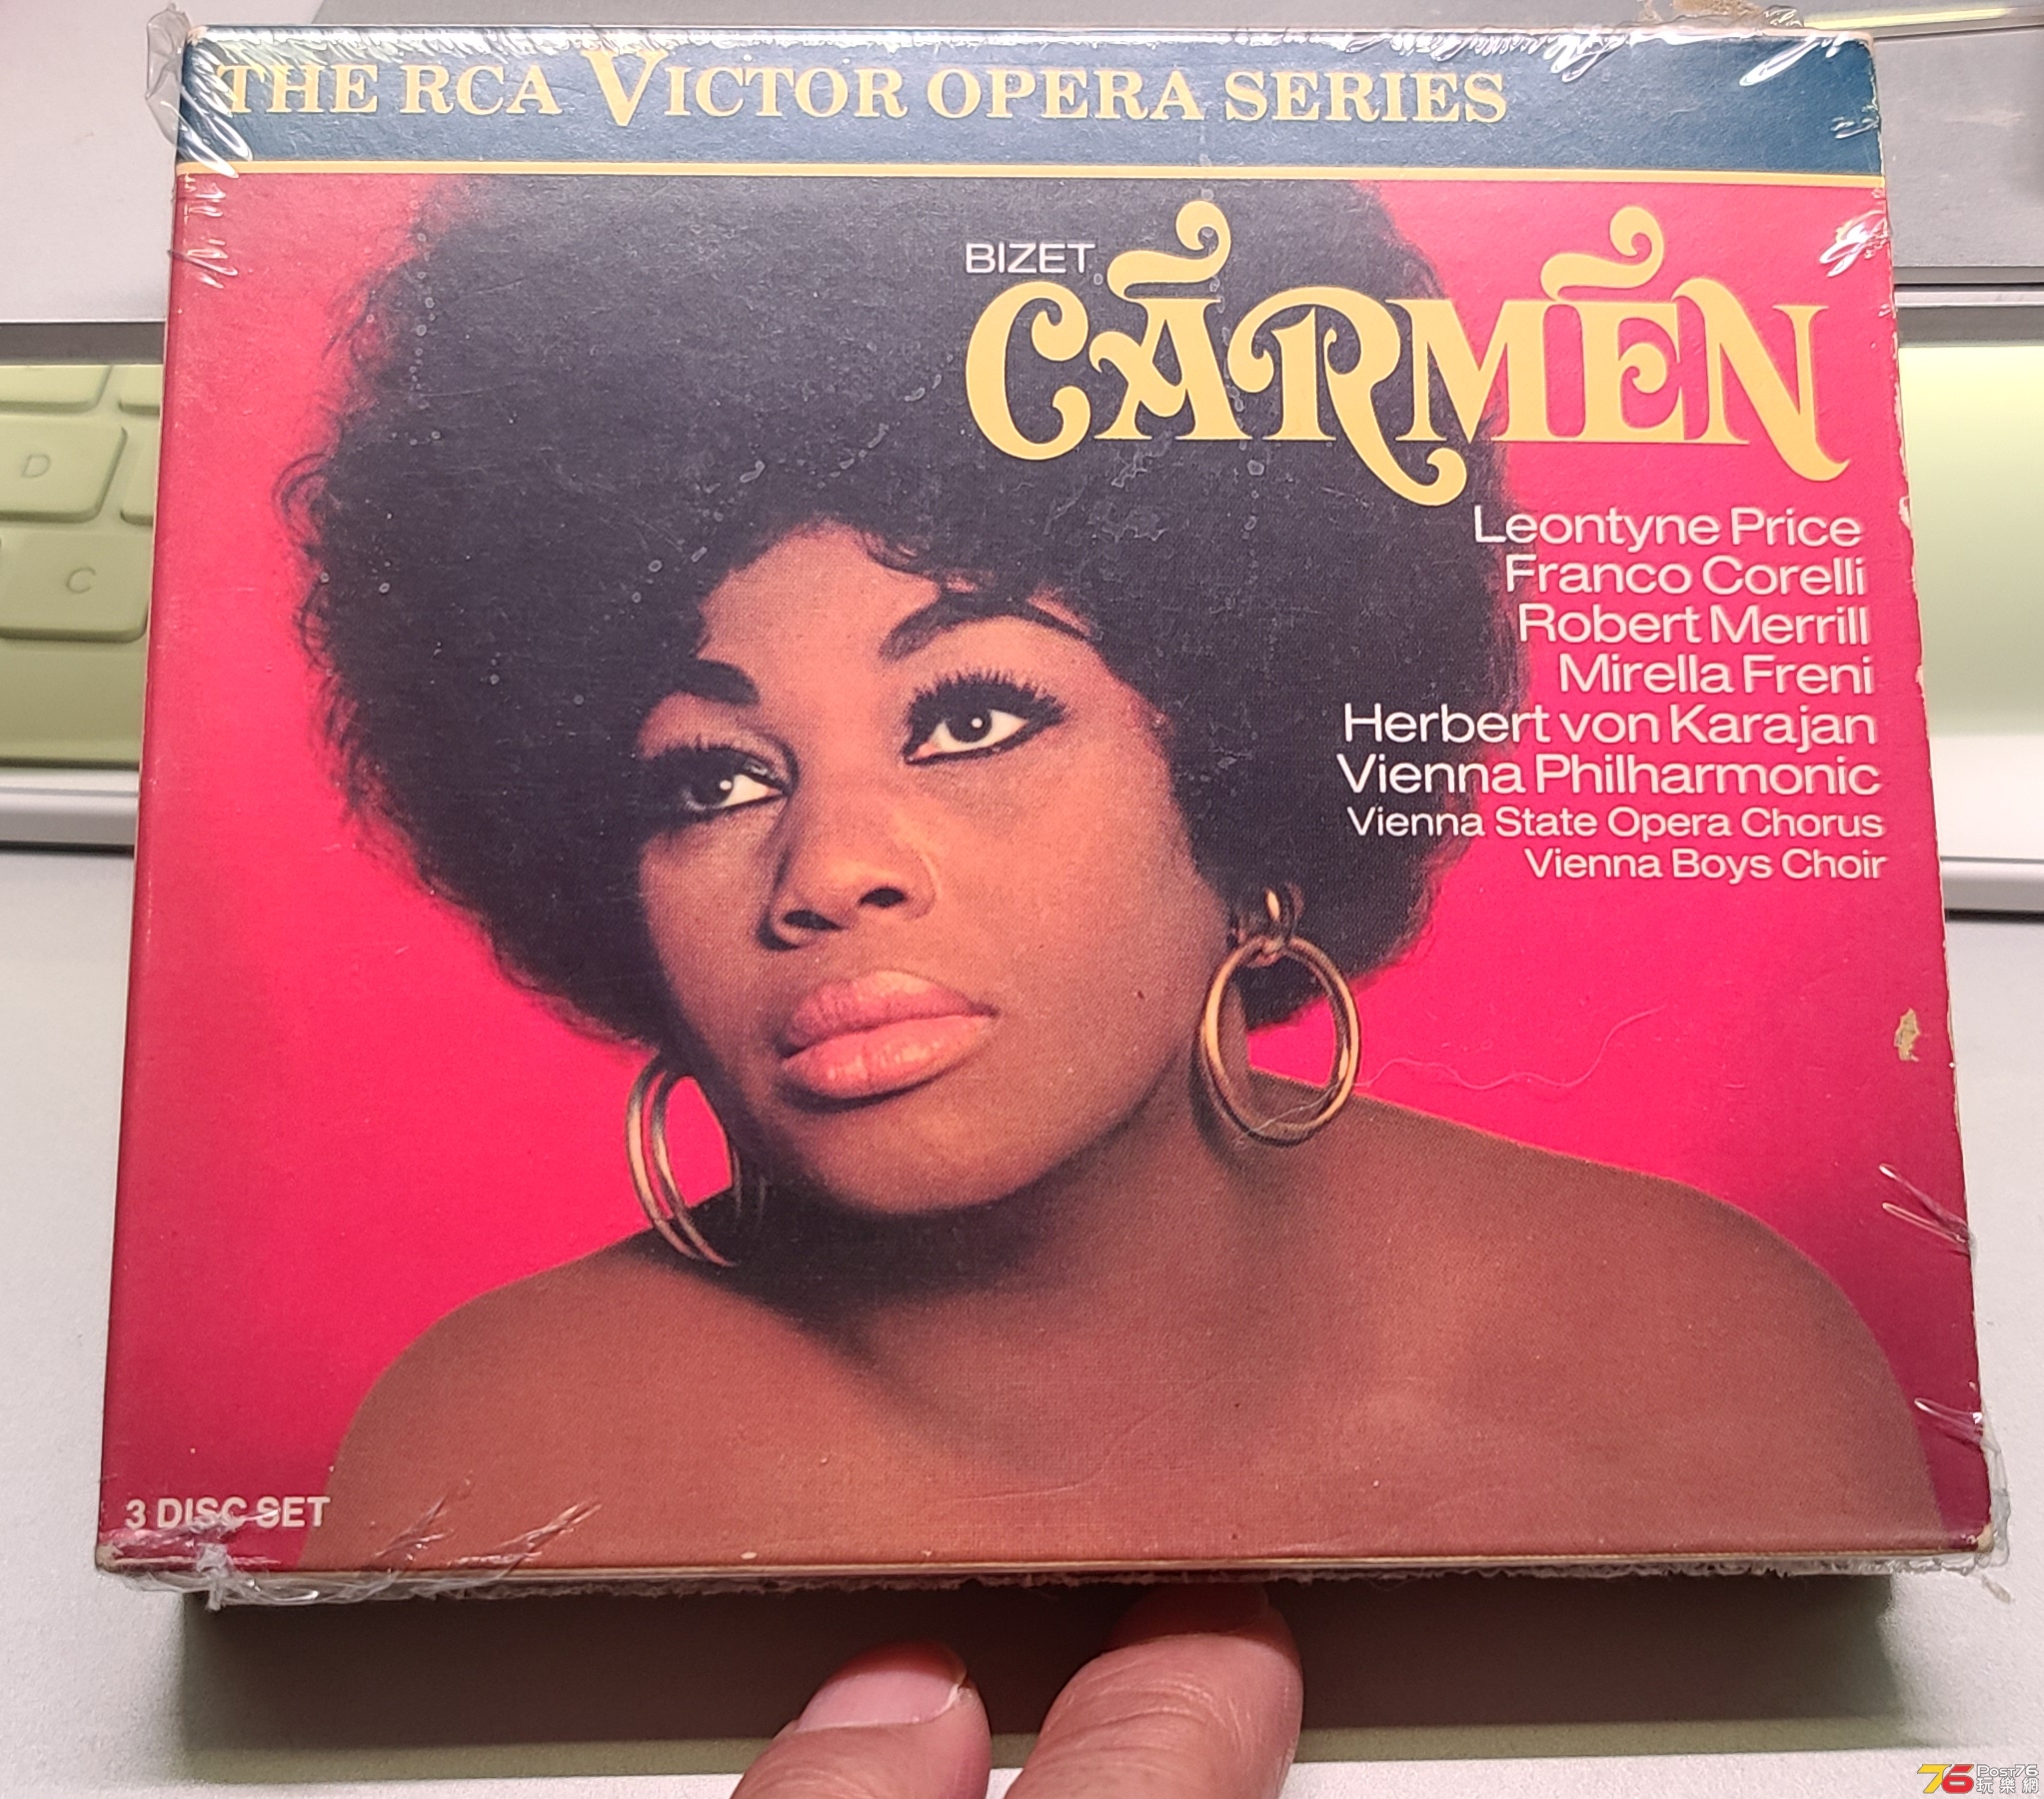 THE RCA VICTOR OPERA SERIES
BIZET
CARMEN
Leontyne Price
Franco Corelli
Robert Merrill
Mirella Freni
Herbert von Karajan
Vienna Philharmonic
Vienna State Opera Chorus
Vienna Boys Choir
3 DISC SET
D
C
76 POST76
玩樂網